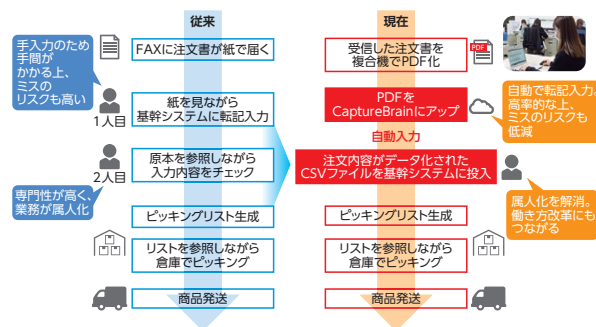 従来
手入力のため
手間が
かかる上、
ミスの
リスクも高い
FAXに注文書が紙で届く
1人目
紙を見ながら
基幹システムに転記入力
2人目
原本を参照しながら
入力内容をチェック
専門性が高く、
業務が属人化
ピッキングリスト生成
リストを参照しながら
倉庫でピッキング
商品発送
現在
受信した注文書を
複合機でPDF化
PDF
PDFを
CaptureBrainにアップ
自動で転記入力。
高率的な上、
ミスのリスクも
低減
自動入力
注文内容がデータ化された
CSVファイルを基幹システムに投入
属人化を解消。
働き方改革にも
つながる
ピッキングリスト生成
リストを参照しながら
倉庫でピッキング
商品発送